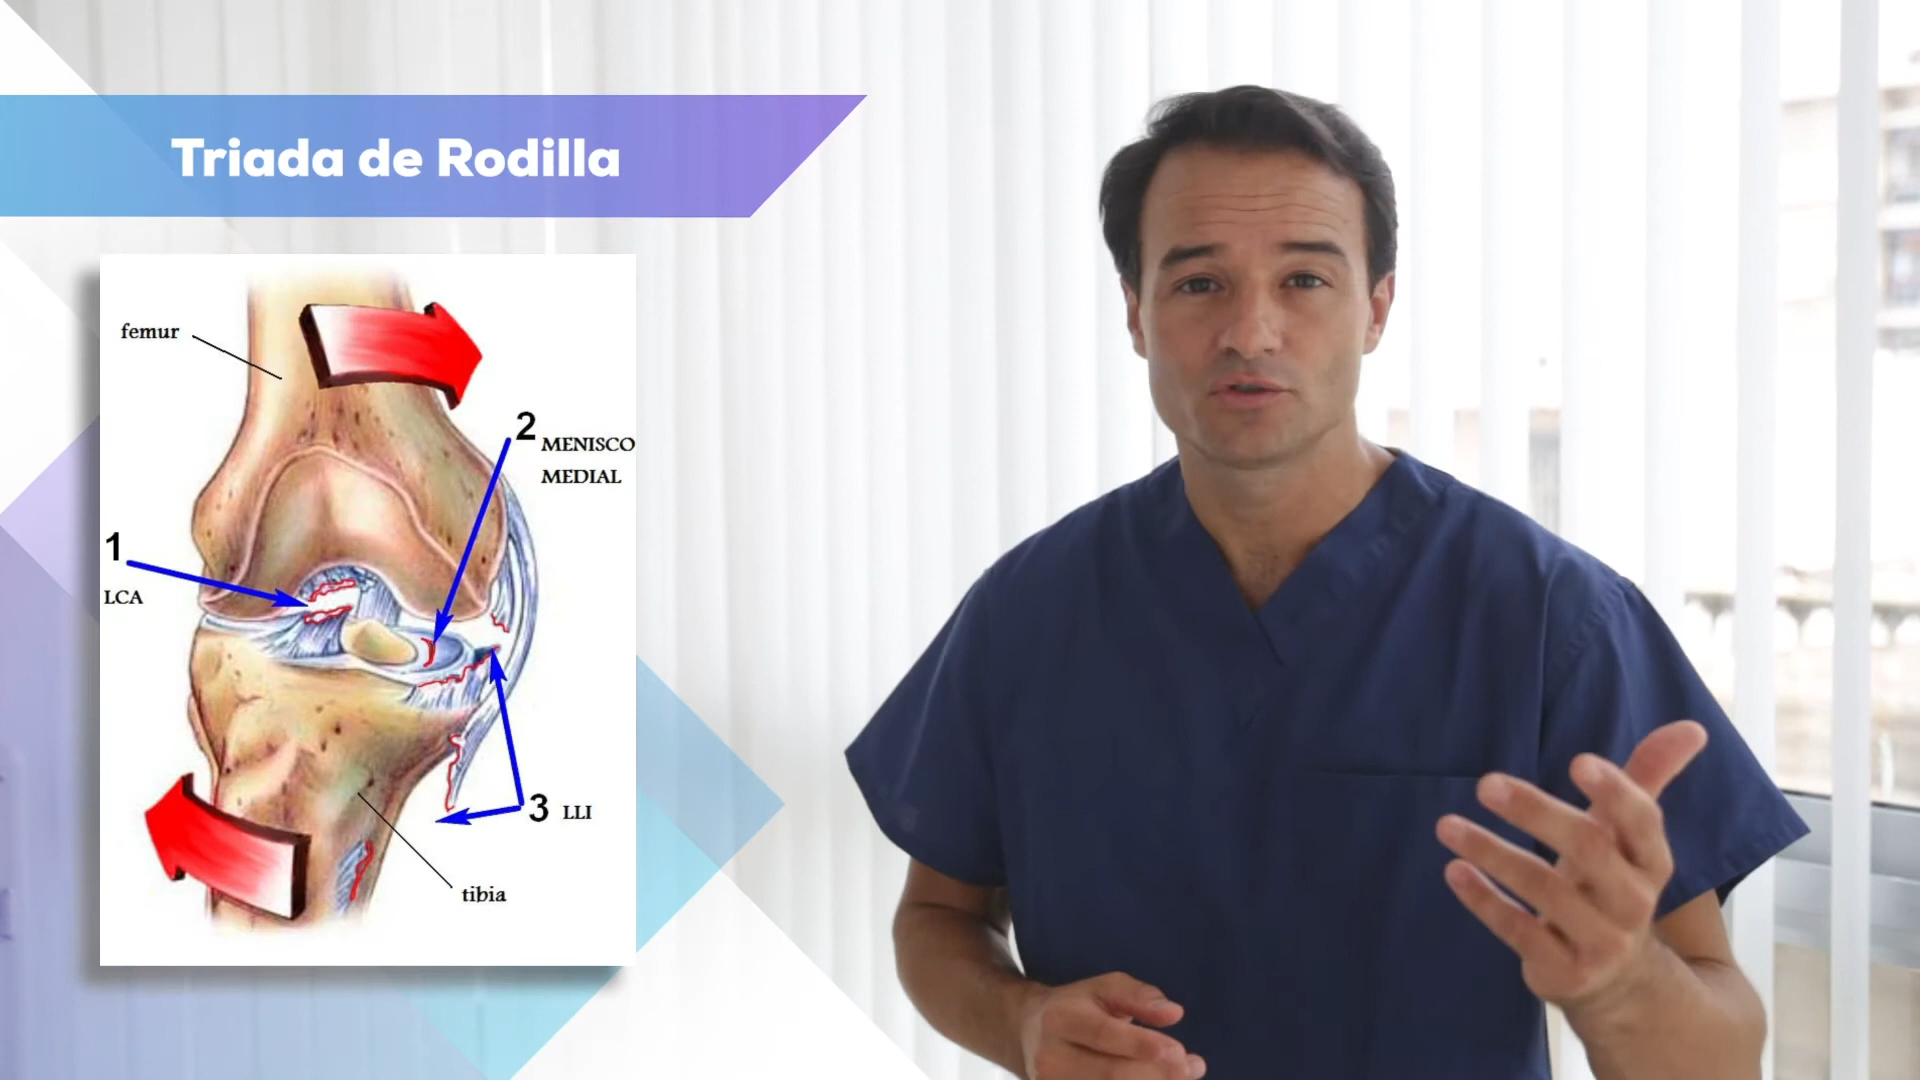 Triada de Rodilla
femur
2
MENISCO
MEDIAL
1
LCA
3 LLI
tibia